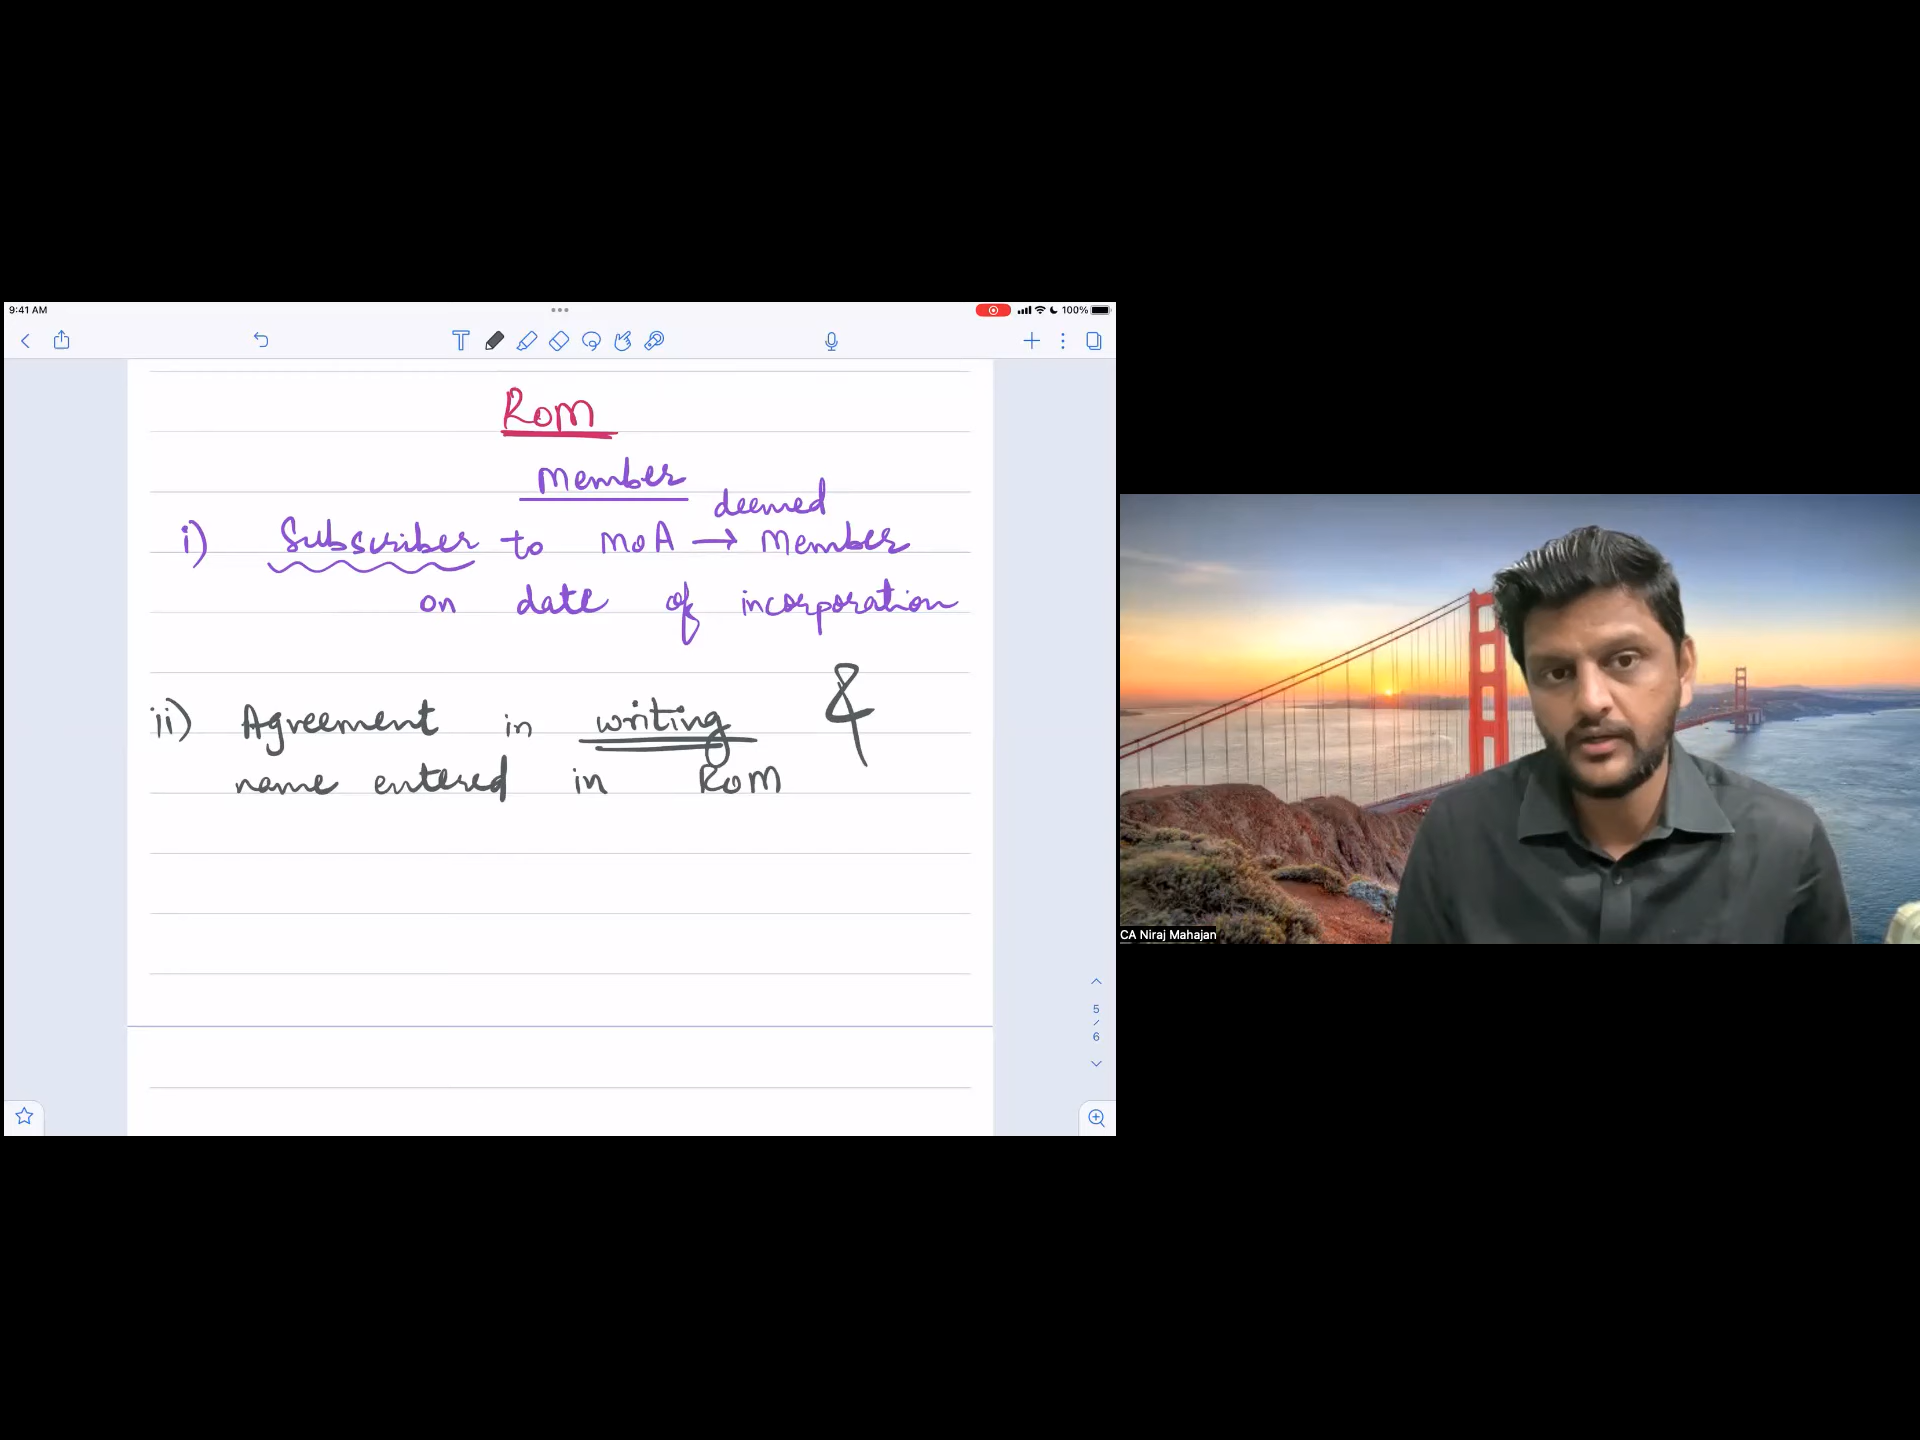 9:41 AM
100%
RoM
Member
deemed
i) Subscriber to MoA → Member
on date of incorporation
ii) Agreement in writing &
name entered in RoM
5
/
6
CA Niraj Mahajan